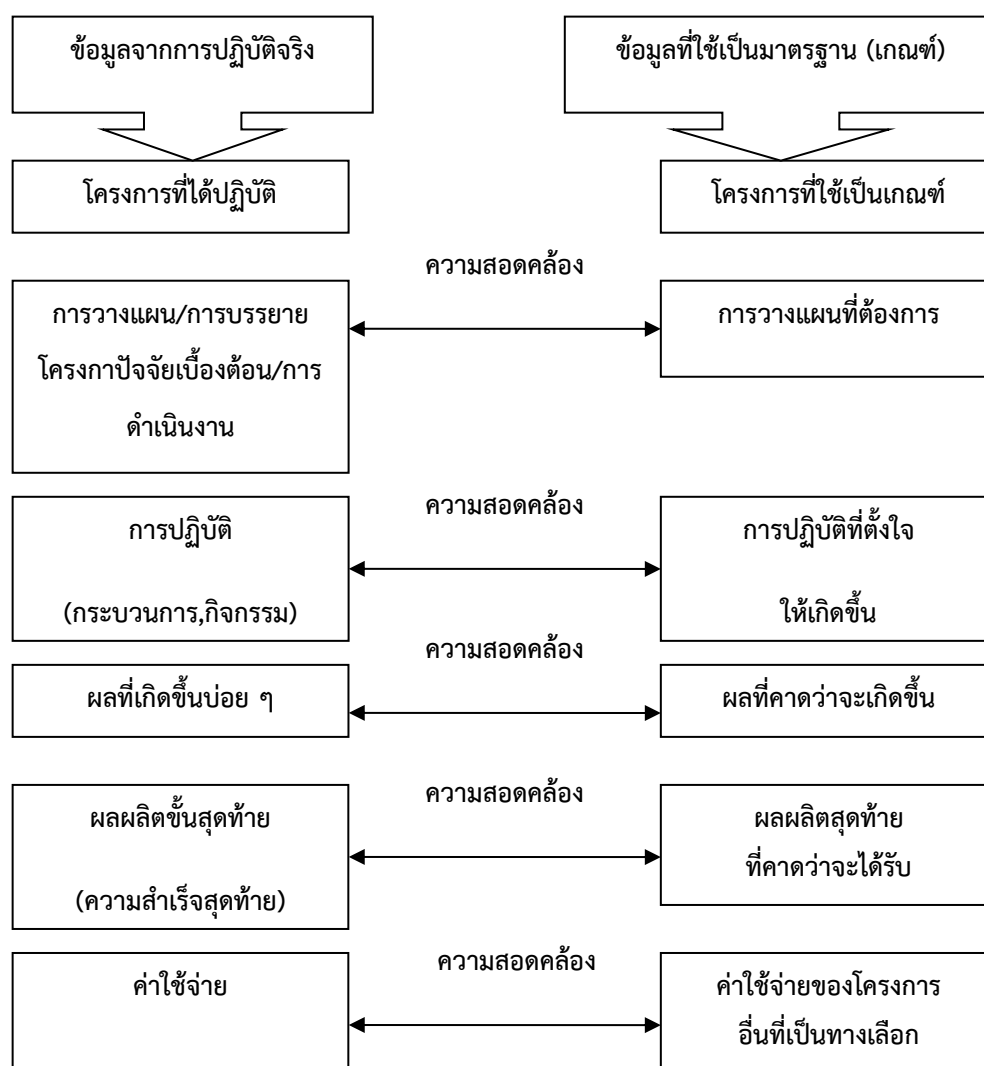 ข้อมูลจากการปฏิบัติจริง
ข้อมูลที่ใช้เป็นมาตรฐาน (เกณฑ์)
โครงการที่ได้ปฏิบัติ
โครงการที่ใช้เป็นเกณฑ์
ความสอดคล้อง
การวางแผน/การบรรยาย
โครงกาปัจจัยเบื้องต้อน/การ
ดำเนินงาน
การวางแผนที่ต้องการ
ความสอดคล้อง
การปฏิบัติ
(กระบวนการ,กิจกรรม)
การปฏิบัติที่ตั้งใจ
ให้เกิดขึ้น
ความสอดคล้อง
ผลที่เกิดขึ้นบ่อย ๆ
ผลที่คาดว่าจะเกิดขึ้น
ความสอดคล้อง
ผลผลิตขั้นสุดท้าย
(ความสำเร็จสุดท้าย)
ผลผลิตสุดท้าย
ที่คาดว่าจะได้รับ
ความสอดคล้อง
ค่าใช้จ่าย
ค่าใช้จ่ายของโครงการ
อื่นที่เป็นทางเลือก